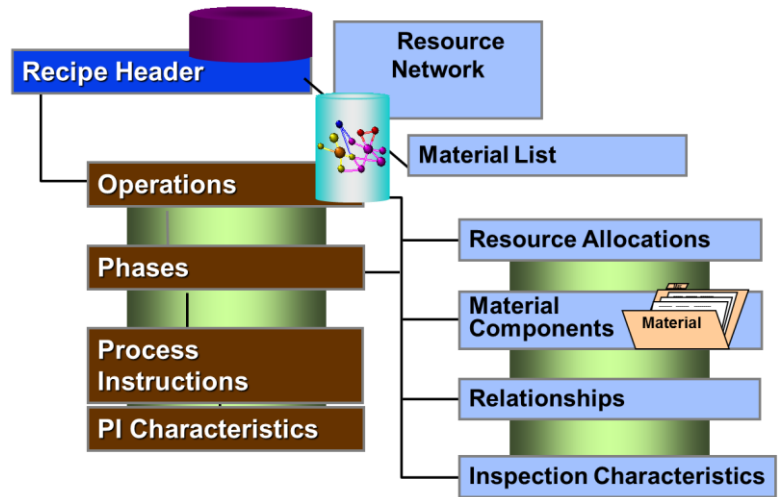 Recipe Header
Resource
Network
Material List
Operations
Phases
Process
Instructions
PI Characteristics
Resource Allocations
Material
Components
Material
Relationships
Inspection Characteristics